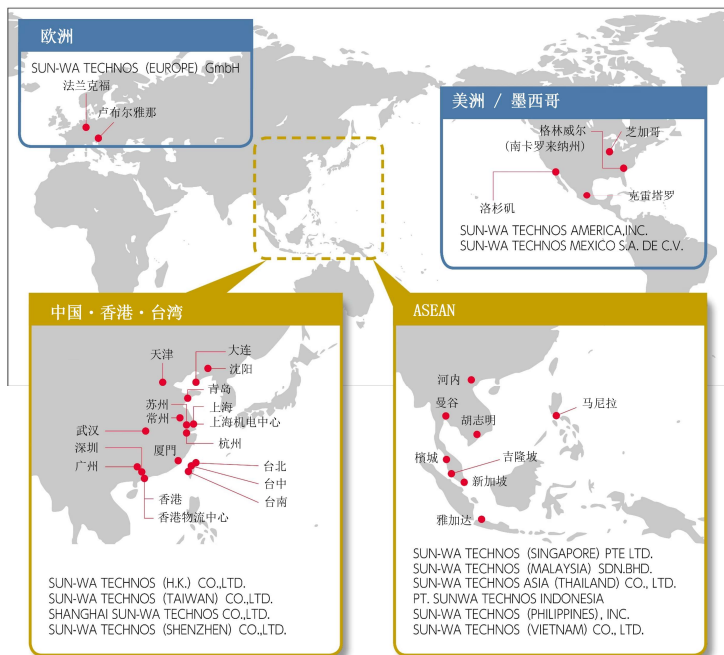 欧洲
SUN-WA TECHNOS (EUROPE) GmbH
法兰克福
卢布尔雅那
美洲 / 墨西哥
格林威尔
(南卡罗来纳州)
芝加哥
洛杉矶
克雷塔罗
SUN-WA TECHNOS AMERICA,INC.
SUN-WA TECHNOS MEXICO S.A. DE C.V.
中国・香港・台湾
天津
大连
沈阳
青岛
苏州
上海
常州
上海机电中心
武汉
杭州
深圳
厦門
广州
台北
台中
香港
台南
香港物流中心
SUN-WA TECHNOS (H.K.) CO.,LTD.
SUN-WA TECHNOS (TAIWAN) CO.,LTD.
SHANGHAI SUN-WA TECHNOS CO.,LTD.
SUN-WA TECHNOS (SHENZHEN) CO.,LTD.
ASEAN
河内
曼谷
马尼拉
胡志明
檳城
吉隆坡
新加坡
雅加达
SUN-WA TECHNOS (SINGAPORE) PTE LTD.
SUN-WA TECHNOS (MALAYSIA) SDN.BHD.
SUN-WA TECHNOS ASIA (THAILAND) CO., LTD.
PT. SUNWA TECHNOS INDONESIA
SUN-WA TECHNOS (PHILIPPINES), INC.
SUN-WA TECHNOS (VIETNAM) CO., LTD.